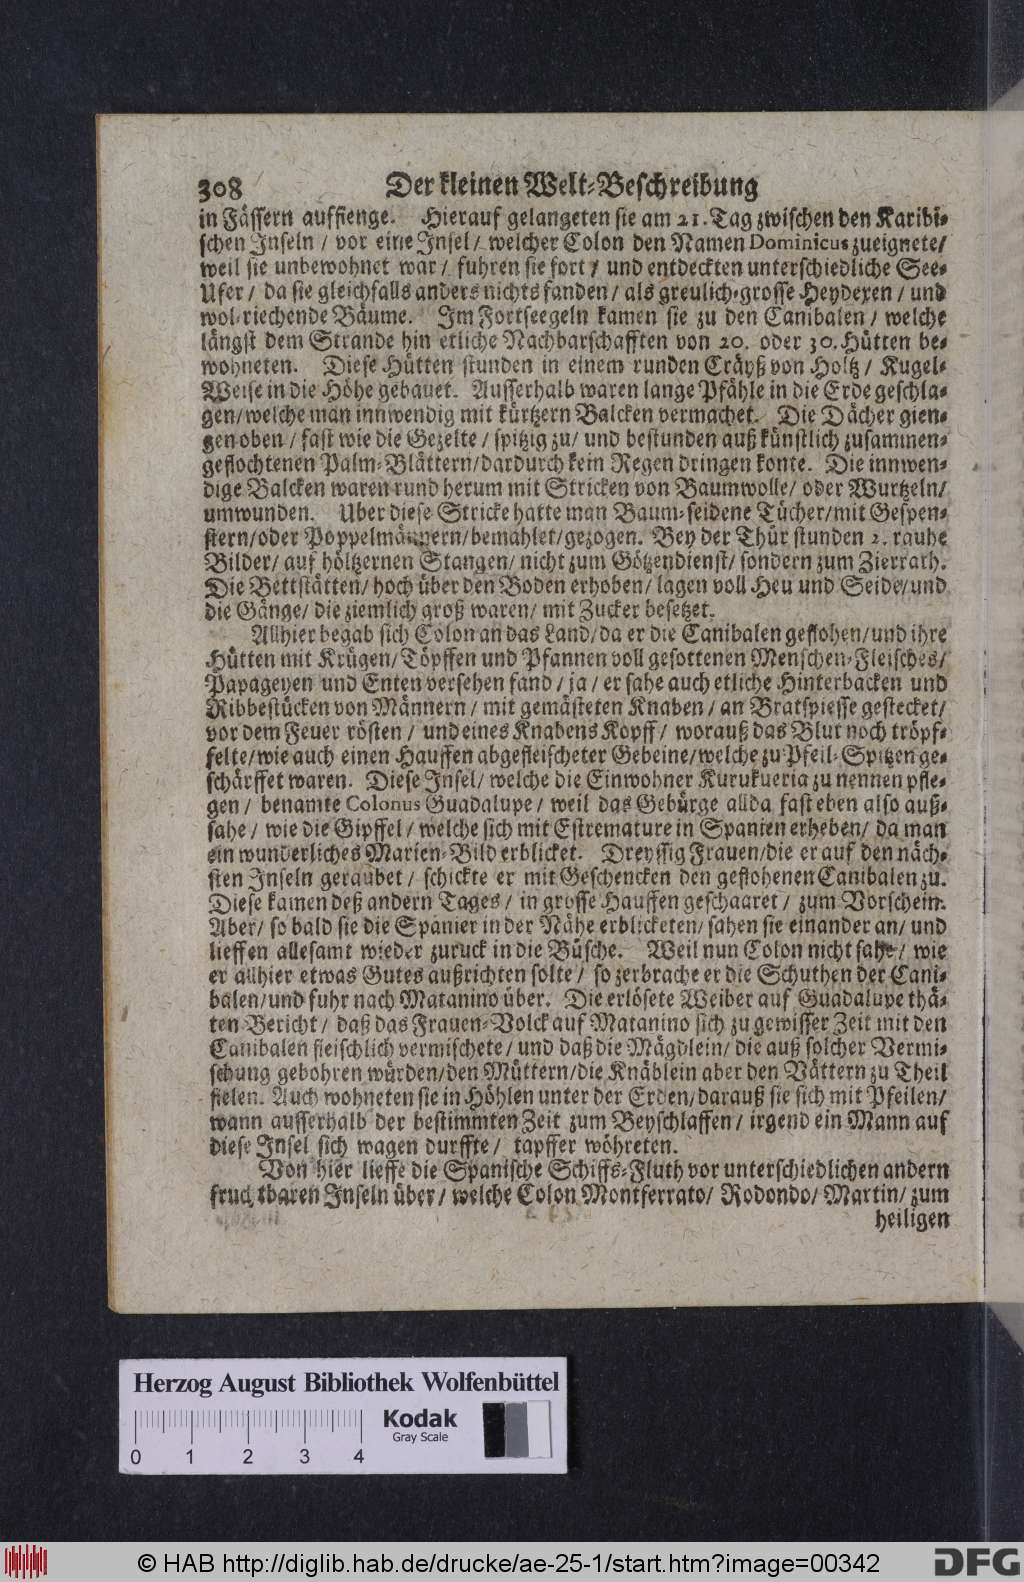 308 Der kleinen Welt-Beschreibung
in Fässern auffienge. Hierauf gelangeten sie am 21. Tag zwischen den Karibi-
schen Inseln / vor eine Insel / welcher Colon den Namen Dominicus zueignete /
weil sie unbewohnet war / fuhren sie fort / und entdeckten unterschiedliche See-
Ufer / da sie gleichfalls anders nichts fanden / als greulich-grosse Heydexen / und
wol-riechende Bäume. Im Fortseegeln kamen sie zu den Canibalen / welche
längst dem Strande hin etliche Nachbarschafften von 20. oder 30. Hütten be-
wohneten. Diese Hütten stunden in einem runden Cräyß von Holtz / Kugel-
Weise in die Höhe gebauet. Ausserhalb waren lange Pfähle in die Erde geschla-
gen / welche man innwendig mit kürtzern Balcken vermachet. Die Dächer gien-
gen oben / fast wie die Gezelte / spitzig zu / und bestunden auß künstlich zusammen-
geflochtenen Palm-Blättern / dardurch kein Regen dringen konte. Die innwen-
dige Balcken waren rund herum mit Stricken von Baumwolle / oder Wurtzeln /
umwunden. Uber diese Stricke hatte man Baum-seidene Tücher / mit Gespen-
stern / oder Poppelmännern / bemahlet / gezogen. Bey der Thür stunden 2. rauhe
Bilder / auf höltzernen Stangen / nicht zum Götzendienst / sondern zum Zierrath.
Die Bettstätten / hoch über den Boden erhoben / lagen voll Heu und Seide / und
die Gänge / die ziemlich groß waren / mit Zucker besetzet.
Allhier begab sich Colon an das Land / da er die Canibalen geflohen / und ihre
Hütten mit Krügen / Töpffen und Pfannen voll gesottenen Menschen-Fleisches /
Papageyen und Enten versehen fand / ja / er sahe auch etliche Hinterbacken und
Ribbestücken von Männern / mit gemästeten Knaben / an Bratspiesse gestecket /
vor dem Feuer rösten / und eines Knabens Kopff / worauß das Blut noch tröpf-
felte / wie auch einen Hauffen abgefleischeter Gebeine / welche zu Pfeil-Spitzen ge-
schärffet waren. Diese Insel / welche die Einwohner Kurukueria zu nennen pfle-
gen / benamte Colonus Guadalupe / weil das Gebürge allda fast eben also auß-
sahe / wie die Gipffel / welche sich mit Estremature in Spanien erheben / da man
ein wunderliches Marien-Bild erblicket. Dreyssig Frauen / die er auf den näch-
sten Inseln geraubet / schickte er mit Geschencken den geflohenen Canibalen zu.
Diese kamen deß andern Tages / in grosse Hauffen geschaaret / zum Vorschein.
Aber / so bald sie die Spanier in der Nähe erblicketen / sahen sie einander an / und
lieffen allesamt wieder zuruck in die Büsche. Weil nun Colon nicht sahe / wie
er allhier etwas Gutes außrichten solte / so zerbrache er die Schuthen der Cani-
balen / und fuhr nach Matanino über. Die erlösete Weiber auf Guadalupe thä-
ten Bericht / daß das Frauen-Volck auf Matanino sich zu gewisser Zeit mit den
Canibalen fleischlich vermischete / und daß die Mägdlein / die auß solcher Vermi-
schung gebohren würden / den Müttern / die Knäblein aber den Vättern zu Theil
fielen. Auch wohneten sie in Höhlen unter der Erden / darauß sie sich mit Pfeilen /
wann ausserhalb der bestimmten Zeit zum Beyschlaffen / irgend ein Mann auf
diese Insel sich wagen durffte / tapffer wöhreten.
Von hier lieffe die Spanische Schiffs-Fluth vor unterschiedlichen andern
fruchtbaren Inseln über / welche Colon Montferrato / Rodondo / Martin / zum
heiligen
Herzog August Bibliothek Wolfenbüttel
Kodak
Gray Scale
0 1 2 3 4
© HAB http://diglib.hab.de/drucke/ae-25-1/start.htm?image=00342
DFG